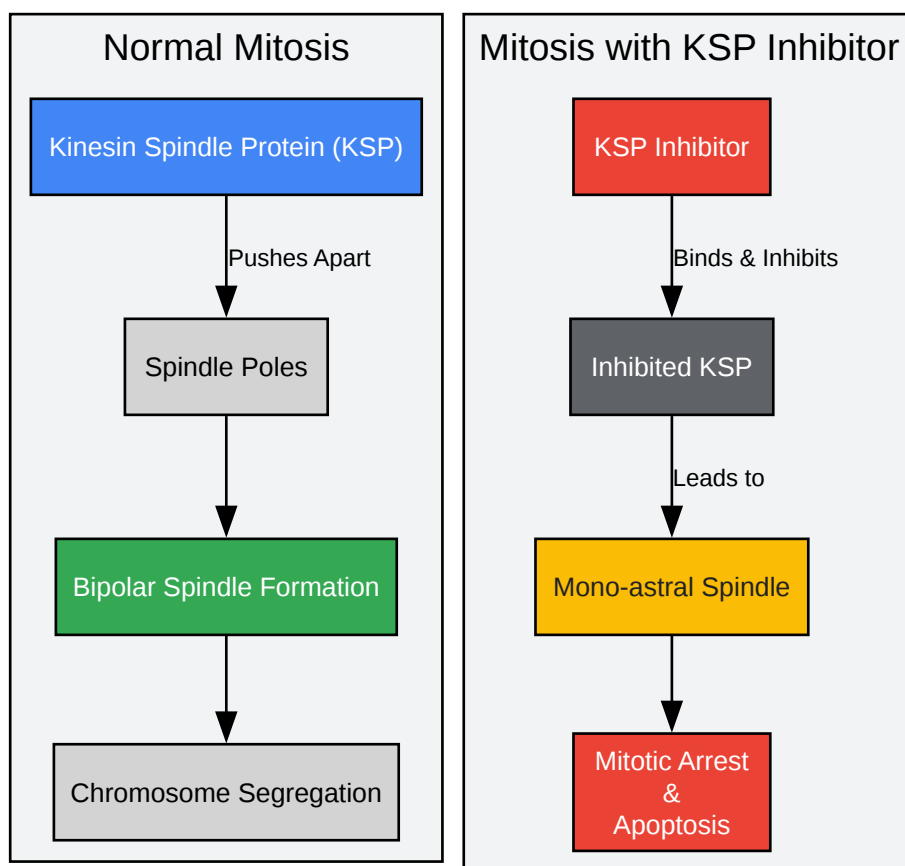 Normal Mitosis
Kinesin Spindle Protein (KSP)
Pushes Apart
Spindle Poles
Bipolar Spindle Formation
Chromosome Segregation
Mitosis with KSP Inhibitor
KSP Inhibitor
Binds & Inhibits
Inhibited KSP
Leads to
Mono-astral Spindle
Mitotic Arrest
&
Apoptosis